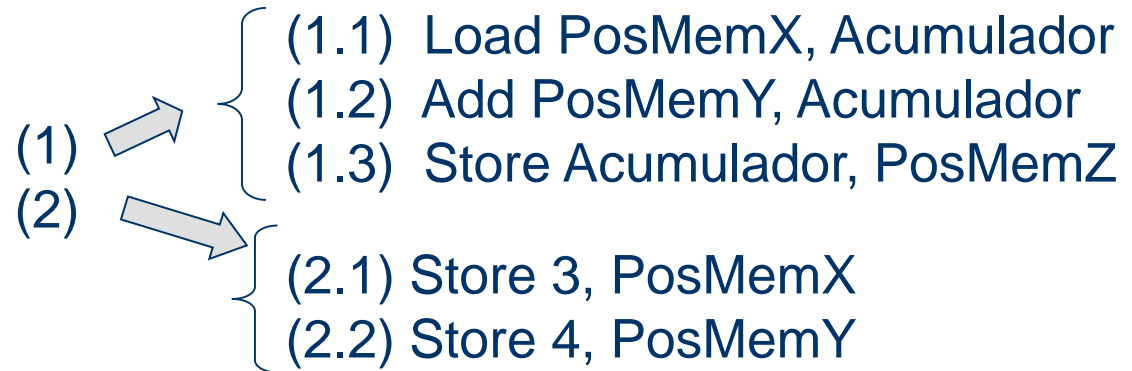 (1)
(1.1) Load PosMemX, Acumulador
(1.2) Add PosMemY, Acumulador
(1.3) Store Acumulador, PosMemZ
(2)
(2.1) Store 3, PosMemX
(2.2) Store 4, PosMemY